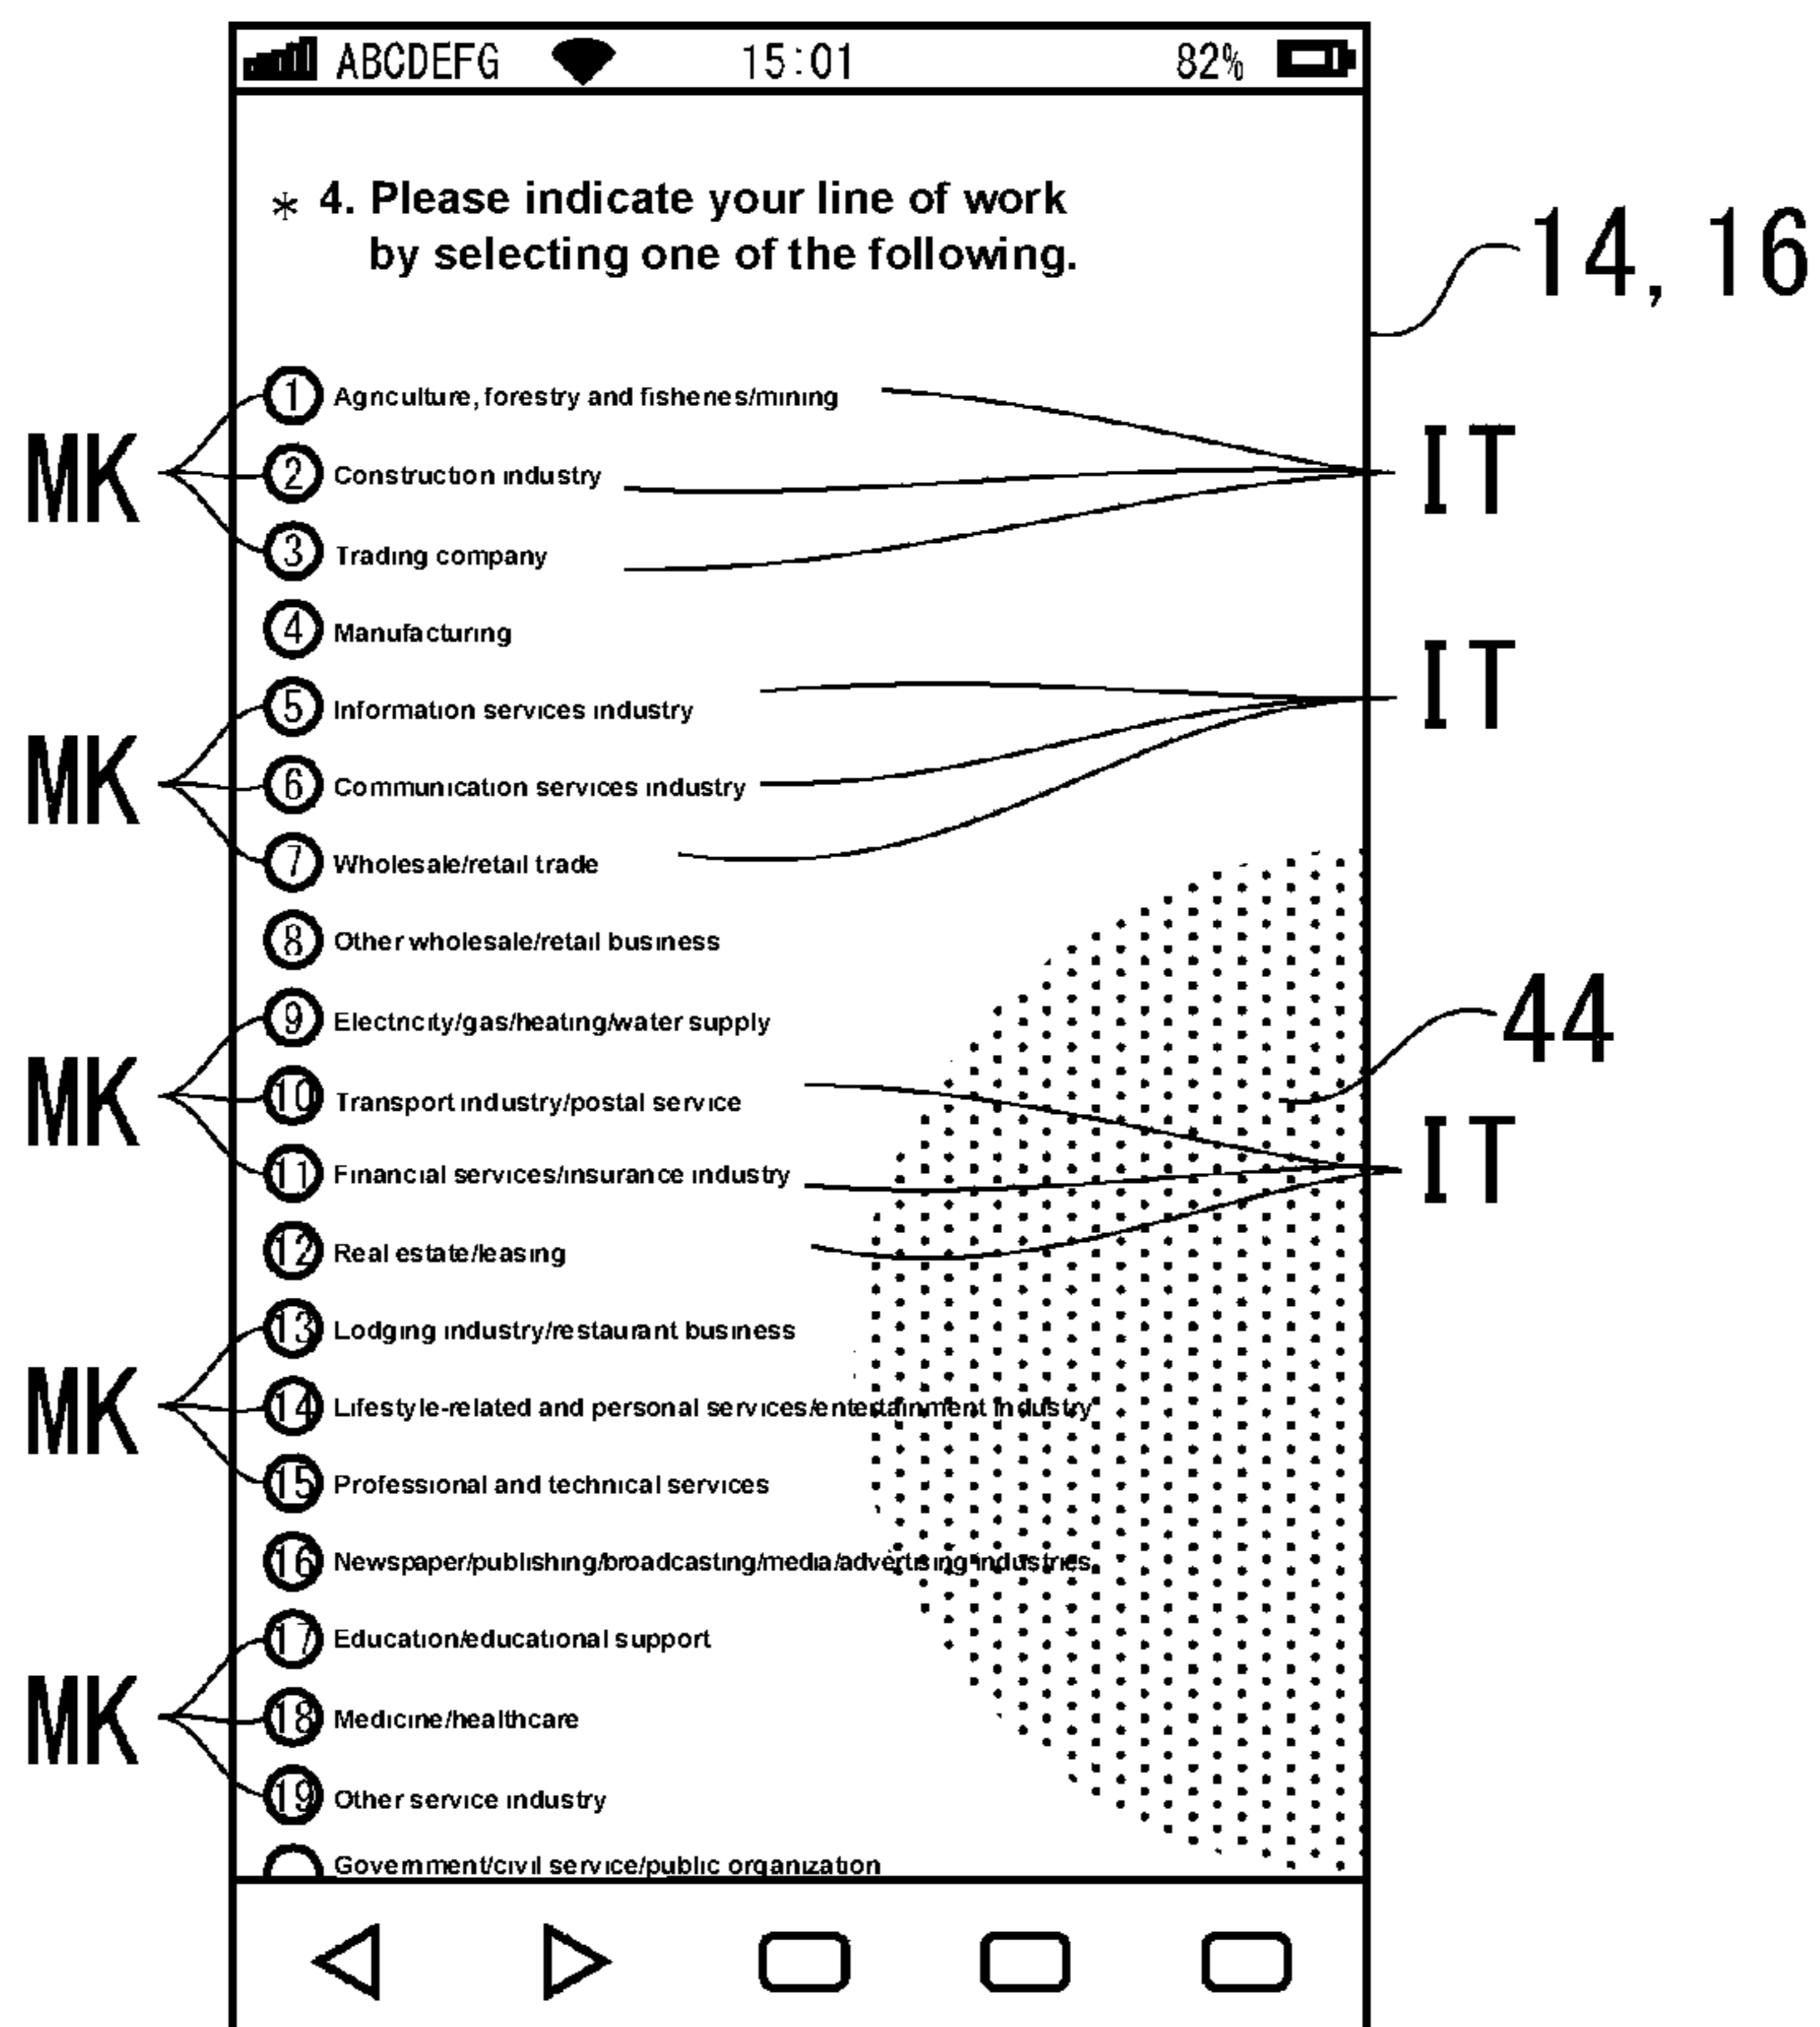 ABCDEFG 15:01 82%
* 4. Please indicate your line of work
by selecting one of the following.
14, 16
1 Agriculture, forestry and fisheries/mining
MK
IT
2 Construction industry
3 Trading company
4 Manufacturing
IT
5 Information services industry
MK
6 Communication services industry
7 Wholesale/retail trade
8 Other wholesale/retail business
44
9 Electricity/gas/heating/water supply
MK
10 Transport industry/postal service
IT
11 Financial services/insurance industry
12 Real estate/leasing
13 Lodging industry/restaurant business
MK
14 Lifestyle-related and personal services/entertainment industry
15 Professional and technical services
16 Newspaper/publishing/broadcasting/media/advertising industries
17 Education/educational support
MK
18 Medicine/healthcare
19 Other service industry
Government/civil service/public organization